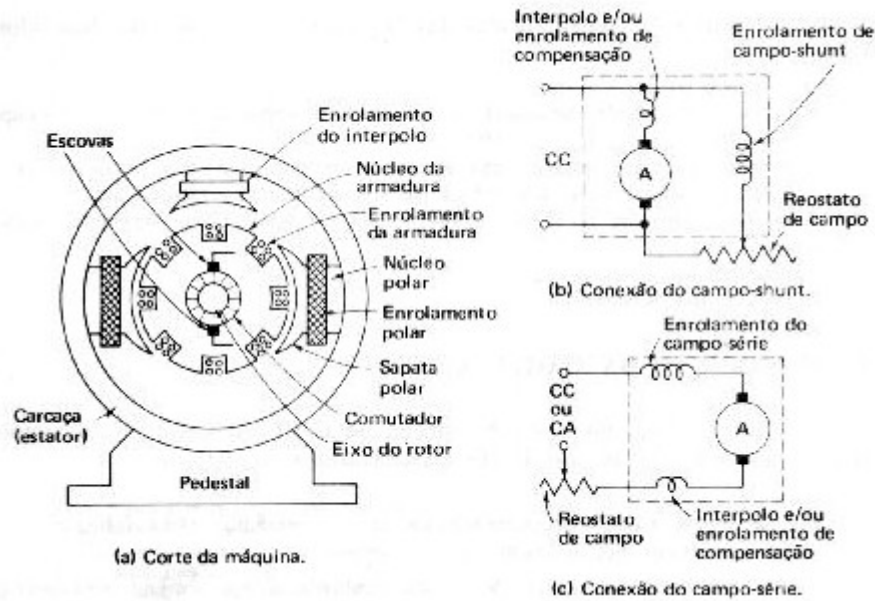 Escovas
Enrolamento
do interpolo
Núcleo da
armadura
Enrolamento
da armadura
Núcleo
polar
Enrolamento
polar
Sapata
polar
Comutador
Eixo do rotor
Carcaça
(estator)
Pedestal
(a) Corte da máquina.
Interpolo e/ou
enrolamento de
compensação
Enrolamento de
campo-shunt
CC
A
Reostato
de campo
(b) Conexão do campo-shunt.
Enrolamento do
campo-série
CC
ou
CA
A
Reostato
de campo
Interpolo e/ou
enrolamento de
compensação
(c) Conexão do campo-série.